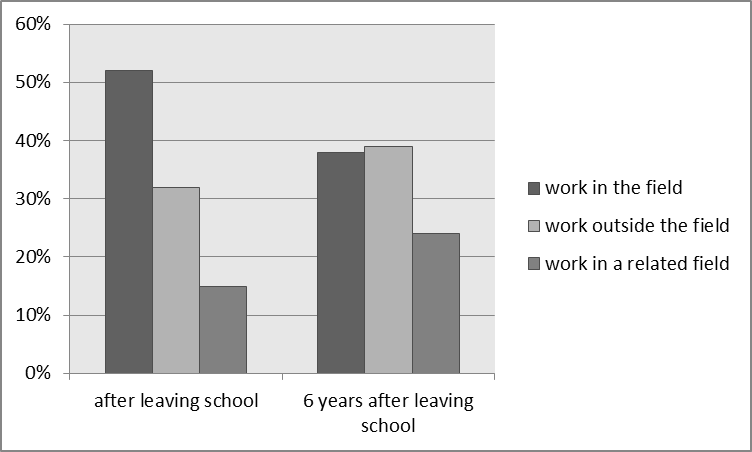 60%
50%
40%
30%
20%
10%
0%
after leaving school
6 years after leaving
school
work in the field
work outside the field
work in a related field